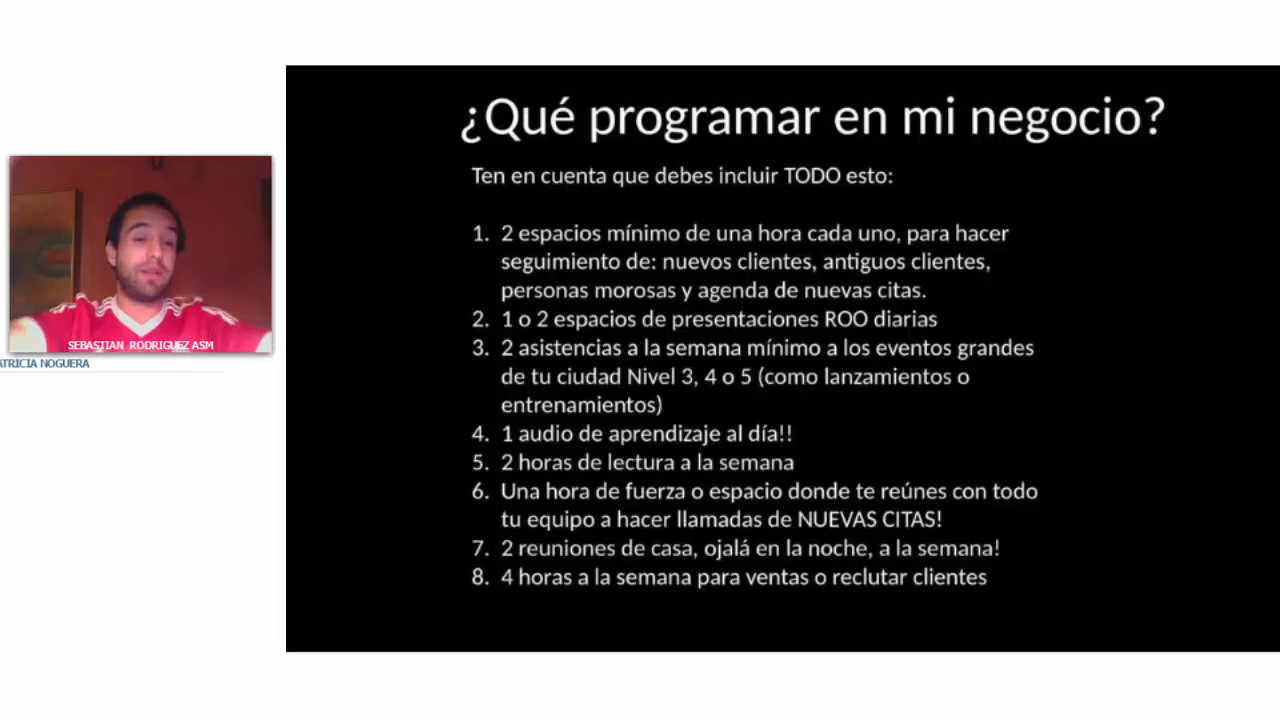 ¿Qué programar en mi negocio?
Ten en cuenta que debes incluir TODO esto:
1. 2 espacios mínimo de una hora cada uno, para hacer
seguimiento de: nuevos clientes, antiguos clientes,
personas morosas y agenda de nuevas citas.
2. 1 o 2 espacios de presentaciones ROO diarias
3. 2 asistencias a la semana mínimo a los eventos grandes
de tu ciudad Nivel 3, 4 o 5 (como lanzamientos o
entrenamientos)
4. 1 audio de aprendizaje al día!!
5. 2 horas de lectura a la semana
6. Una hora de fuerza o espacio donde te reúnes con todo
tu equipo a hacer llamadas de NUEVAS CITAS!
7. 2 reuniones de casa, ojalá en la noche, a la semana!
8. 4 horas a la semana para ventas o reclutar clientes
SEBASTIAN RODRIGUEZ ASM
ATRICIA NOGUERA